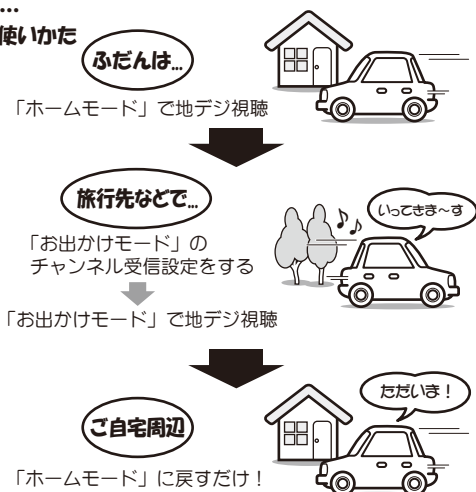 ...
使いかた
ふだんは...
「ホームモード」で地デジ視聴
旅行先などで...
いってきま〜す
「お出かけモード」の
チャンネル受信設定をする
「お出かけモード」で地デジ視聴
ただいま！
ご自宅周辺
「ホームモード」に戻すだけ！